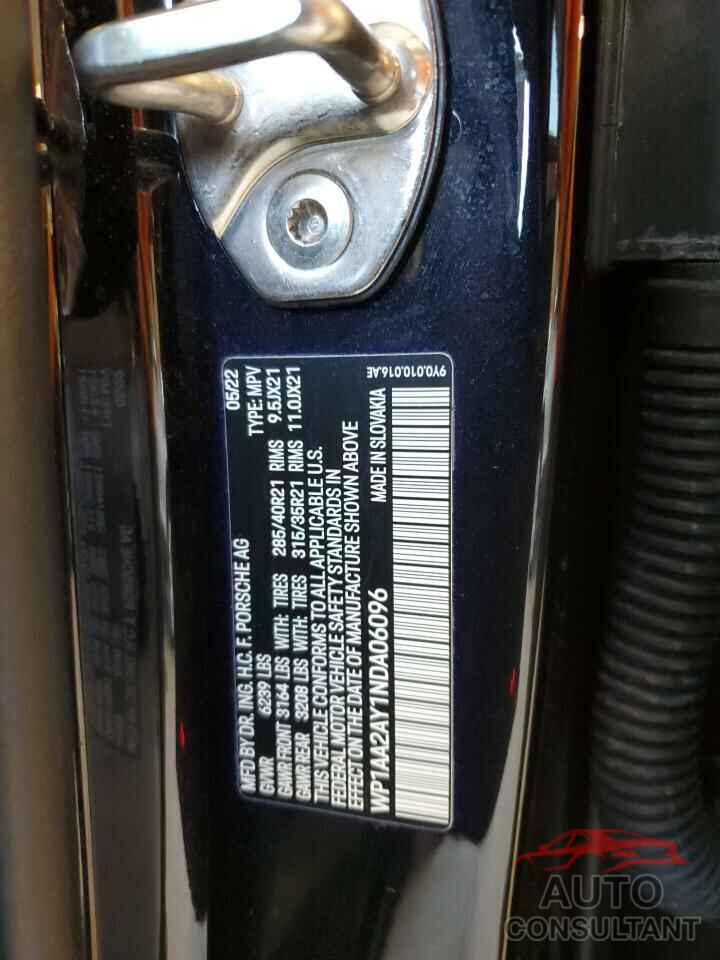 MFD BY DR. ING. H.C. F. PORSCHE AG 05/22
GVWR 6239 LBS TYPE: MPV
GAWR FRONT 3164 LBS WITH: TIRES 285/40R21 RIMS 9.5JX21
GAWR REAR 3208 LBS WITH: TIRES 315/35R21 RIMS 11.0JX21
THIS VEHICLE CONFORMS TO ALL APPLICABLE U.S.
FEDERAL MOTOR VEHICLE SAFETY STANDARDS IN
EFFECT ON THE DATE OF MANUFACTURE SHOWN ABOVE
WP1AA2AY1NDA06096 MADE IN SLOVAKIA
9Y0.010.016.AE
AUTO
CONSULTANT